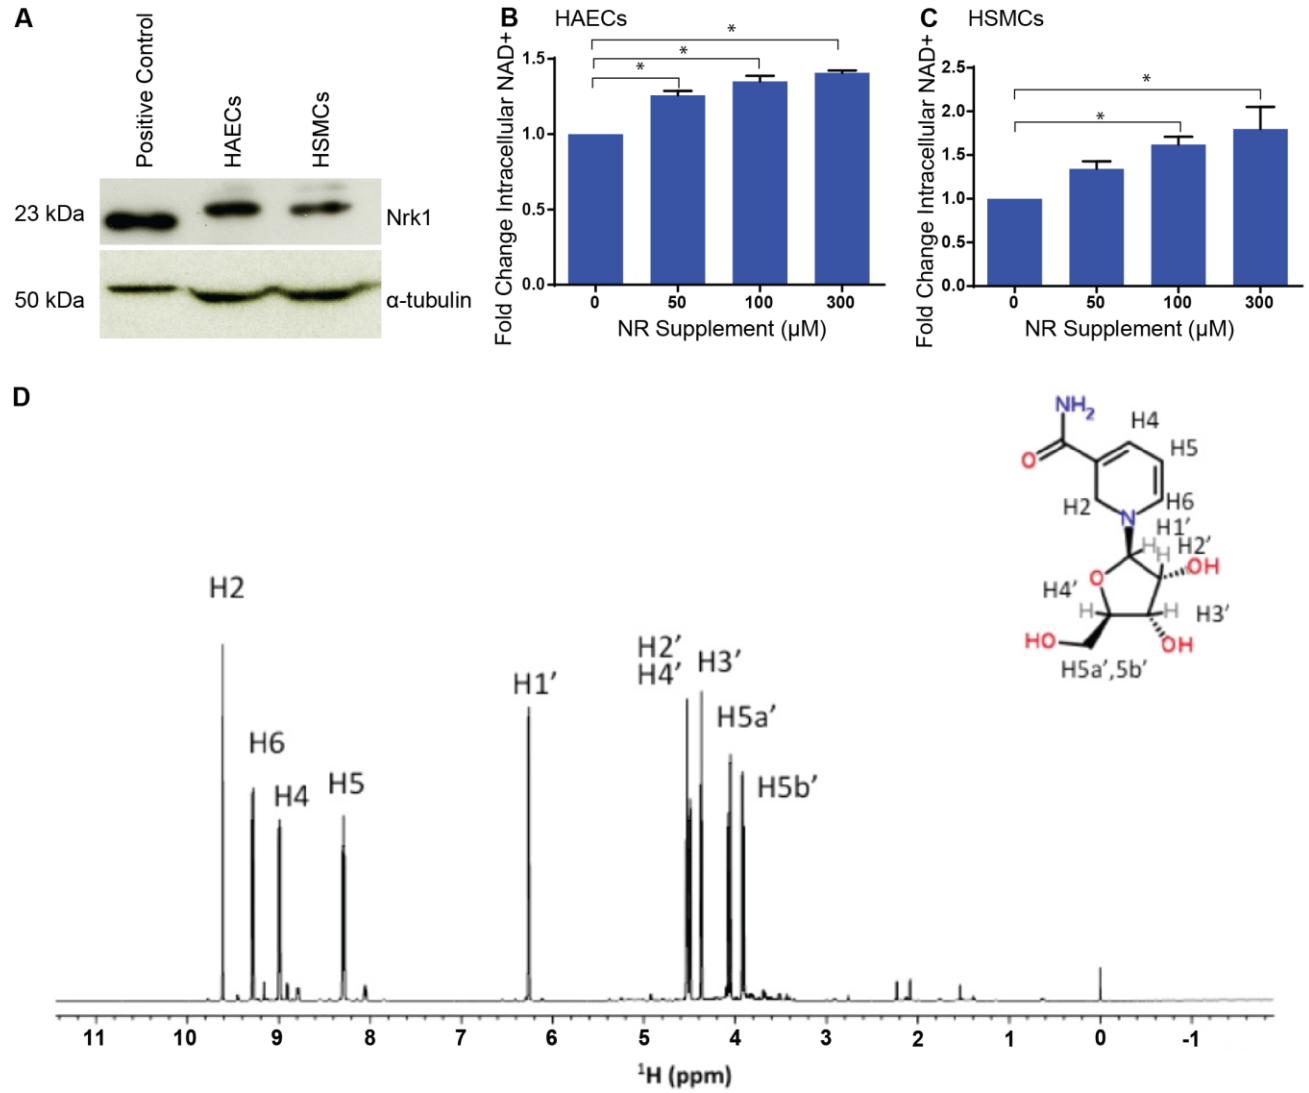 A
Positive Control
HAECs
HSMCs
23 kDa
Nrk1
50 kDa
α-tubulin
B
HAECs
Fold Change Intracellular NAD+
1.5
1.0
0.5
0.0
*
*
*
0 50 100 300
NR Supplement (µM)
C
HSMCs
Fold Change Intracellular NAD+
2.5
2.0
1.5
1.0
0.5
0.0
*
*
0 50 100 300
NR Supplement (µM)
D
NH₂
H4
O
H5
H2
H6
N
H1′
H
H
H2′
O
OH
H4′
H
H
H3′
HO
OH
H5a′,5b′
H2
H6
H4
H5
H1′
H2′
H4′
H3′
H5a′
H5b′
11 10 9 8 7 6 5 4 3 2 1 0 -1
¹H (ppm)